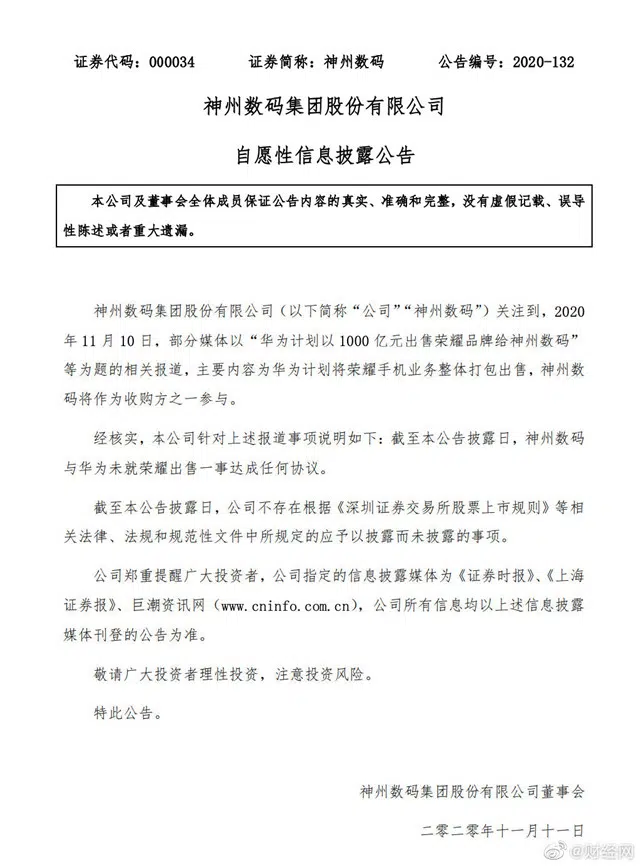 证券代码：000034 证券简称：神州数码 公告编号：2020-132
神州数码集团股份有限公司
自愿性信息披露公告
本公司及董事会全体成员保证公告内容的真实、准确和完整，没有虚假记载、误导
性陈述或者重大遗漏。
神州数码集团股份有限公司（以下简称“公司”“神州数码”）关注到，2020
年 11 月 10 日，部分媒体以“华为计划以 1000 亿元出售荣耀品牌给神州数码”
等为题的相关报道，主要内容为华为计划将荣耀手机业务整体打包出售，神州数
码将作为收购方之一参与。
经核实，本公司针对上述报道事项说明如下：截至本公告披露日，神州数码
与华为未就荣耀出售一事达成任何协议。
截至本公告披露日，公司不存在根据《深圳证券交易所股票上市规则》等相
关法律、法规和规范性文件中所规定的应予以披露而未披露的事项。
公司郑重提醒广大投资者，公司指定的信息披露媒体为《证券时报》、《上海
证券报》、巨潮资讯网（www.cninfo.com.cn），公司所有信息均以上述信息披露
媒体刊登的公告为准。
敬请广大投资者理性投资，注意投资风险。
特此公告。
神州数码集团股份有限公司董事会
二零二零年十一月十一日
@财经网